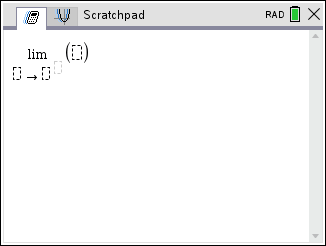 Scratchpad RAD
lim (▯)
▯ → ▯ ▯